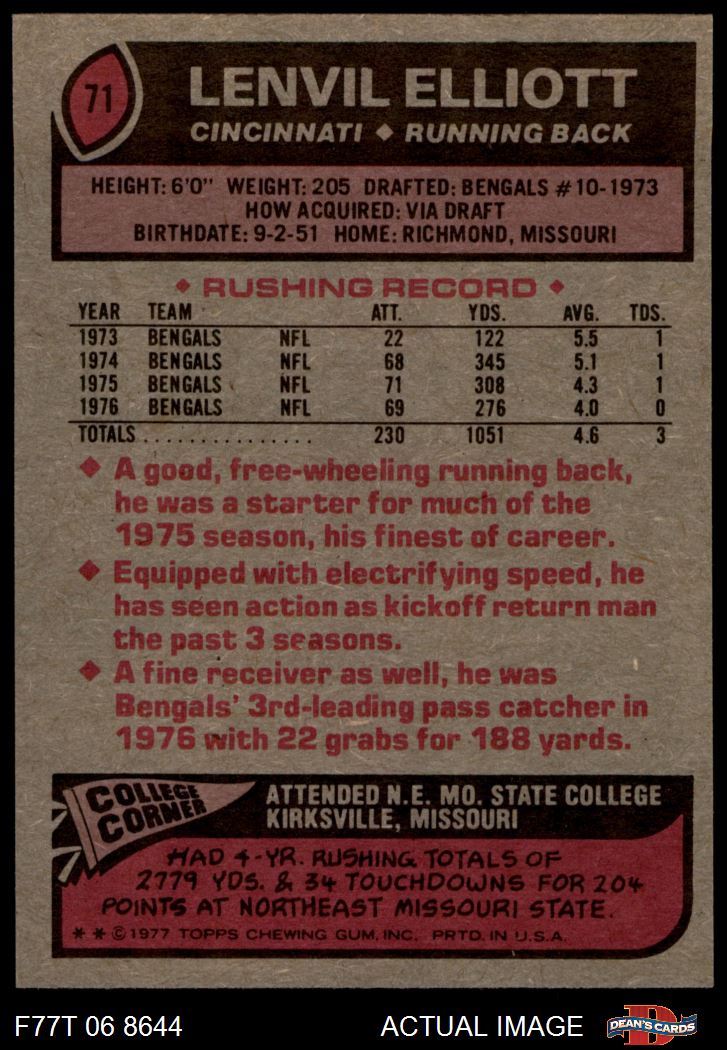 71
LENVIL ELLIOTT
CINCINNATI ◆ RUNNING BACK
HEIGHT: 6'0" WEIGHT: 205 DRAFTED: BENGALS #10-1973
HOW ACQUIRED: VIA DRAFT
BIRTHDATE: 9-2-51 HOME: RICHMOND, MISSOURI
◆ RUSHING RECORD ◆
YEAR TEAM ATT. YDS. AVG. TDS.
1973 BENGALS NFL 22 122 5.5 1
1974 BENGALS NFL 68 345 5.1 1
1975 BENGALS NFL 71 308 4.3 1
1976 BENGALS NFL 69 276 4.0 0
TOTALS . . . . . . . . . . . . . . . 230 1051 4.6 3
◆ A good, free-wheeling running back,
he was a starter for much of the
1975 season, his finest of career.
◆ Equipped with electrifying speed, he
has seen action as kickoff return man
the past 3 seasons.
◆ A fine receiver as well, he was
Bengals' 3rd-leading pass catcher in
1976 with 22 grabs for 188 yards.
COLLEGE
CORNER
ATTENDED N.E. MO. STATE COLLEGE
KIRKSVILLE, MISSOURI
HAD 4-YR. RUSHING TOTALS OF
2779 YDS. & 34 TOUCHDOWNS FOR 204
POINTS AT NORTHEAST MISSOURI STATE.
* * © 1977 TOPPS CHEWING GUM, INC. PRTD. IN U.S.A.
F77T 06 8644
ACTUAL IMAGE
D
DEAN'S CARDS